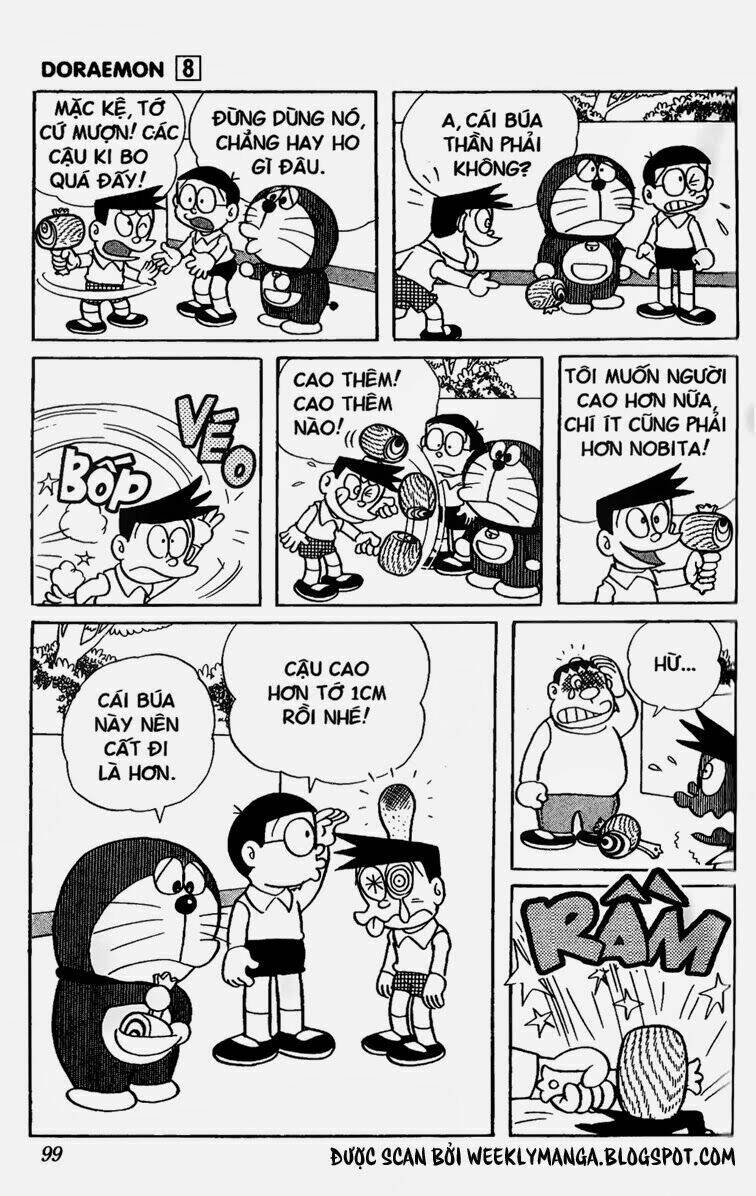 DORAEMON 8
MẶC KỆ, TỚ
CỨ MƯỢN! CÁC
CẬU KI BO
QUÁ ĐẤY!
ĐỪNG DÙNG NÓ,
CHẲNG HAY HO
GÌ ĐÂU.
A, CÁI BÚA
THẦN PHẢI
KHÔNG?
BỐP
VÉO
CAO THÊM!
CAO THÊM
NÀO!
TÔI MUỐN NGƯỜI
CAO HƠN NỮA,
CHÍ ÍT CŨNG PHẢI
HƠN NOBITA!
CÁI BÚA
NÀY NÊN
CẤT ĐI
LÀ HƠN.
CẬU CAO
HƠN TỚ 1CM
RỒI NHÉ!
HỪ...
RẦM
99
ĐƯỢC SCAN BỞI WEEKLYMANGA.BLOGSPOT.COM